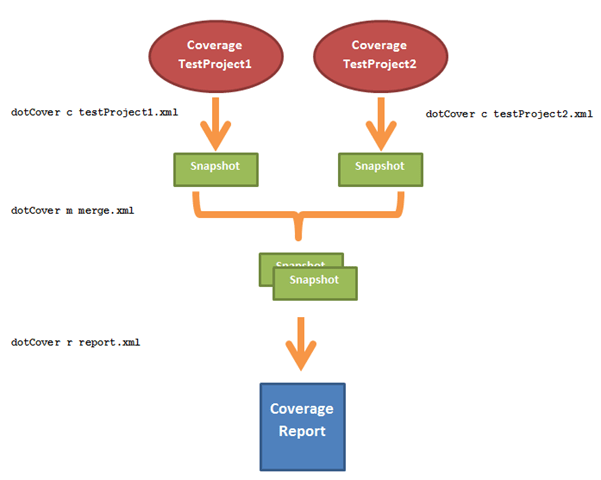 Coverage
TestProject1
Coverage
TestProject2
dotCover c testProject1.xml
dotCover c testProject2.xml
Snapshot
Snapshot
dotCover m merge.xml
Snapshot
Snapshot
dotCover r report.xml
Coverage
Report